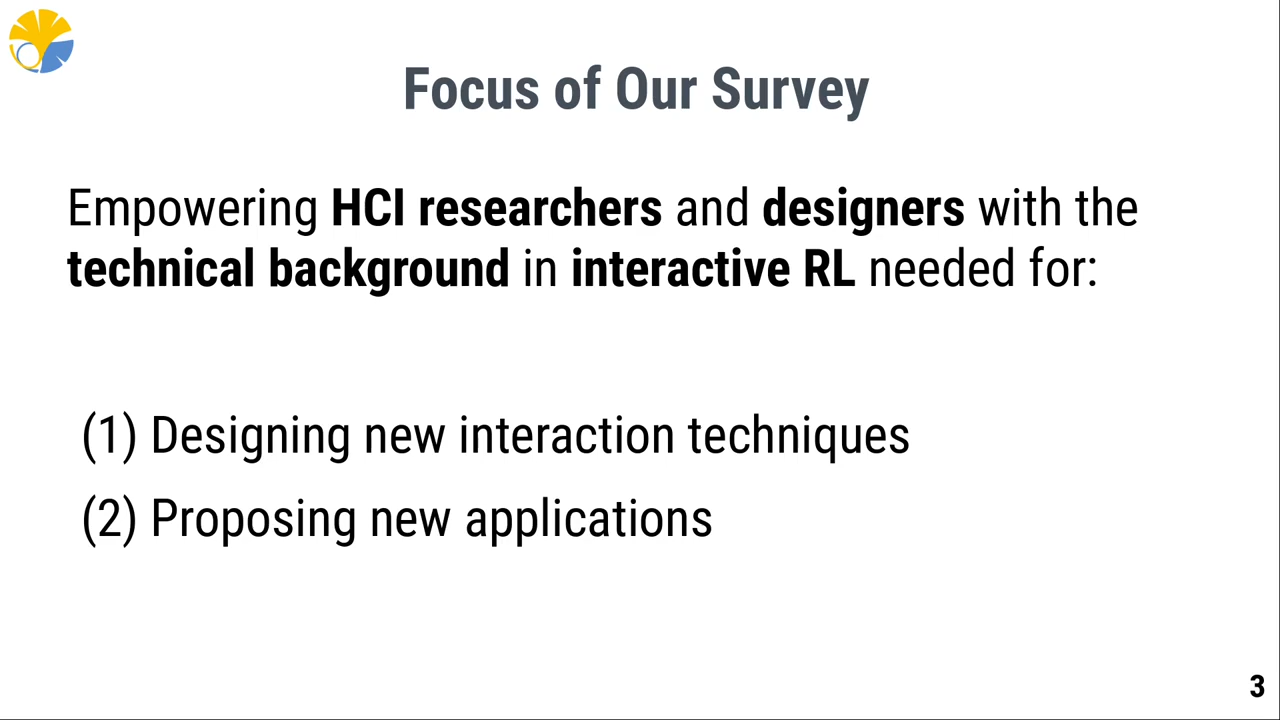 Focus of Our Survey
Empowering HCI researchers and designers with the
technical background in interactive RL needed for:
(1) Designing new interaction techniques
(2) Proposing new applications
3